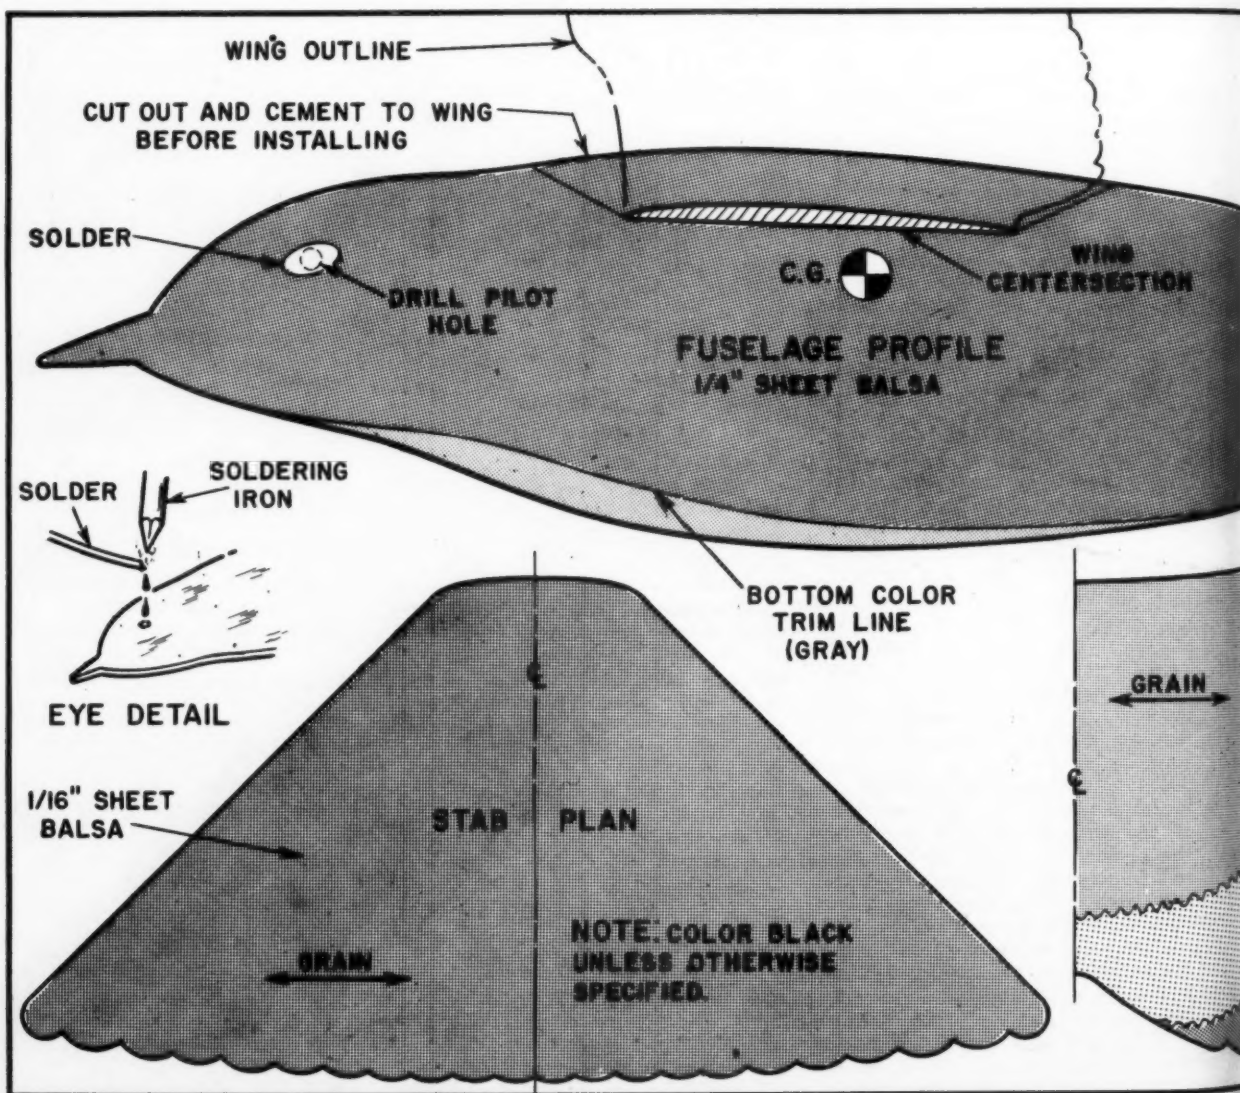 WING OUTLINE
CUT OUT AND CEMENT TO WING
BEFORE INSTALLING
SOLDER
DRILL PILOT
HOLE
C.G.
WING
CENTERSECTION
FUSELAGE PROFILE
1/4" SHEET BALSA
SOLDER
SOLDERING
IRON
EYE DETAIL
BOTTOM COLOR
TRIM LINE
(GRAY)
GRAIN
1/16" SHEET
BALSA
STAB PLAN
GRAIN
NOTE: COLOR BLACK
UNLESS OTHERWISE
SPECIFIED.